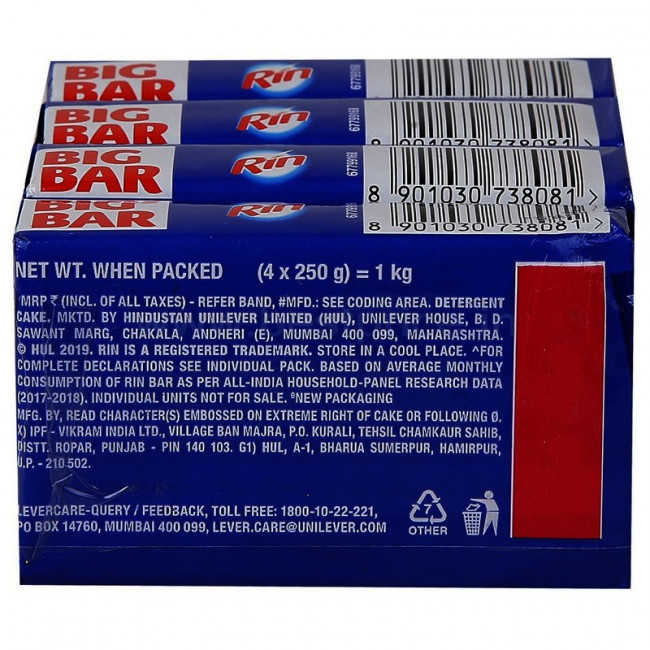 BIG
BAR
Rin
67799168
BIG
BAR
Rin
67799168
8 901030 738081 >
BIG
BAR
Rin
67799168
8 901030 738081 >
BIG
BAR
Rin
8 901030 738081 >
NET WT. WHEN PACKED (4 x 250 g) = 1 kg
*MRP ₹ (INCL. OF ALL TAXES) - REFER BAND, #MFD.: SEE CODING AREA. DETERGENT
CAKE. MKTD. BY HINDUSTAN UNILEVER LIMITED (HUL), UNILEVER HOUSE, B. D.
SAWANT MARG, CHAKALA, ANDHERI (E), MUMBAI 400 099, MAHARASHTRA.
© HUL 2019. RIN IS A REGISTERED TRADEMARK. STORE IN A COOL PLACE. ^FOR
COMPLETE DECLARATIONS SEE INDIVIDUAL PACK. BASED ON AVERAGE MONTHLY
CONSUMPTION OF RIN BAR AS PER ALL-INDIA HOUSEHOLD-PANEL RESEARCH DATA
(2017-2018). INDIVIDUAL UNITS NOT FOR SALE. NEW PACKAGING
MFG. BY, READ CHARACTER(S) EMBOSSED ON EXTREME RIGHT OF CAKE OR FOLLOWING Ø.
X) IPF - VIKRAM INDIA LTD., VILLAGE BAN MAJRA, P.O. KURALI, TEHSIL CHAMKAUR SAHIB,
DISTT. ROPAR, PUNJAB - PIN 140 103. G1) HUL, A-1, BHARUA SUMERPUR, HAMIRPUR,
U.P. - 210 502.
LEVERCARE-QUERY / FEEDBACK, TOLL FREE: 1800-10-22-221,
PO BOX 14760, MUMBAI 400 099, LEVER.CARE@UNILEVER.COM
7
OTHER